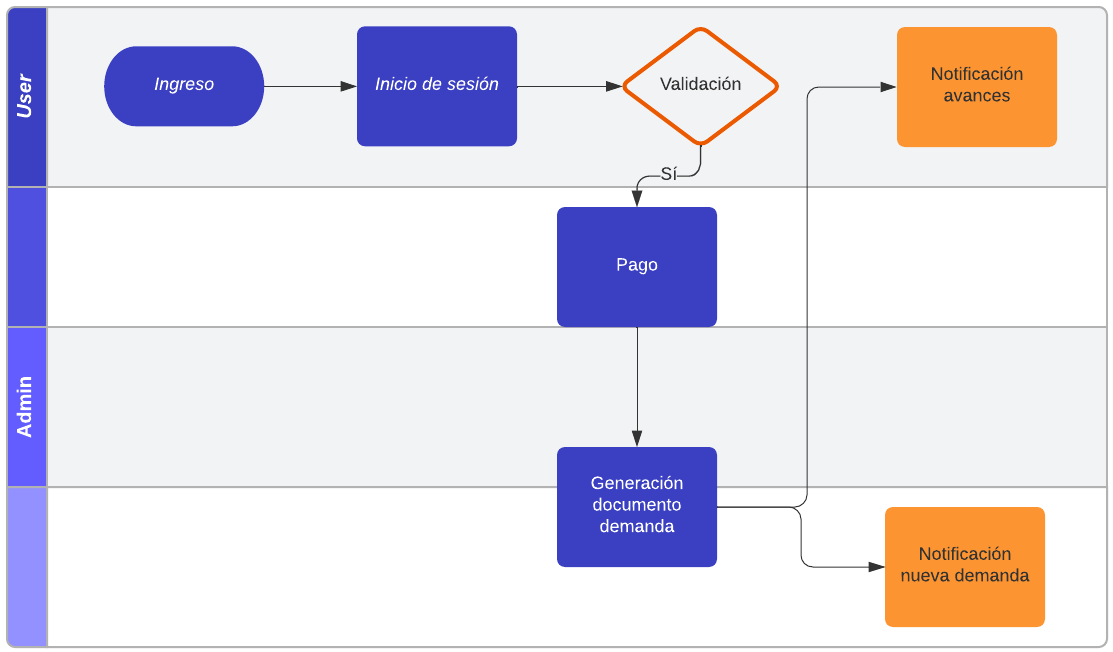 User
Ingreso
Inicio de sesión
Validación
Notificación
avances
Sí
Pago
Admin
Generación
documento
demanda
Notificación
nueva demanda